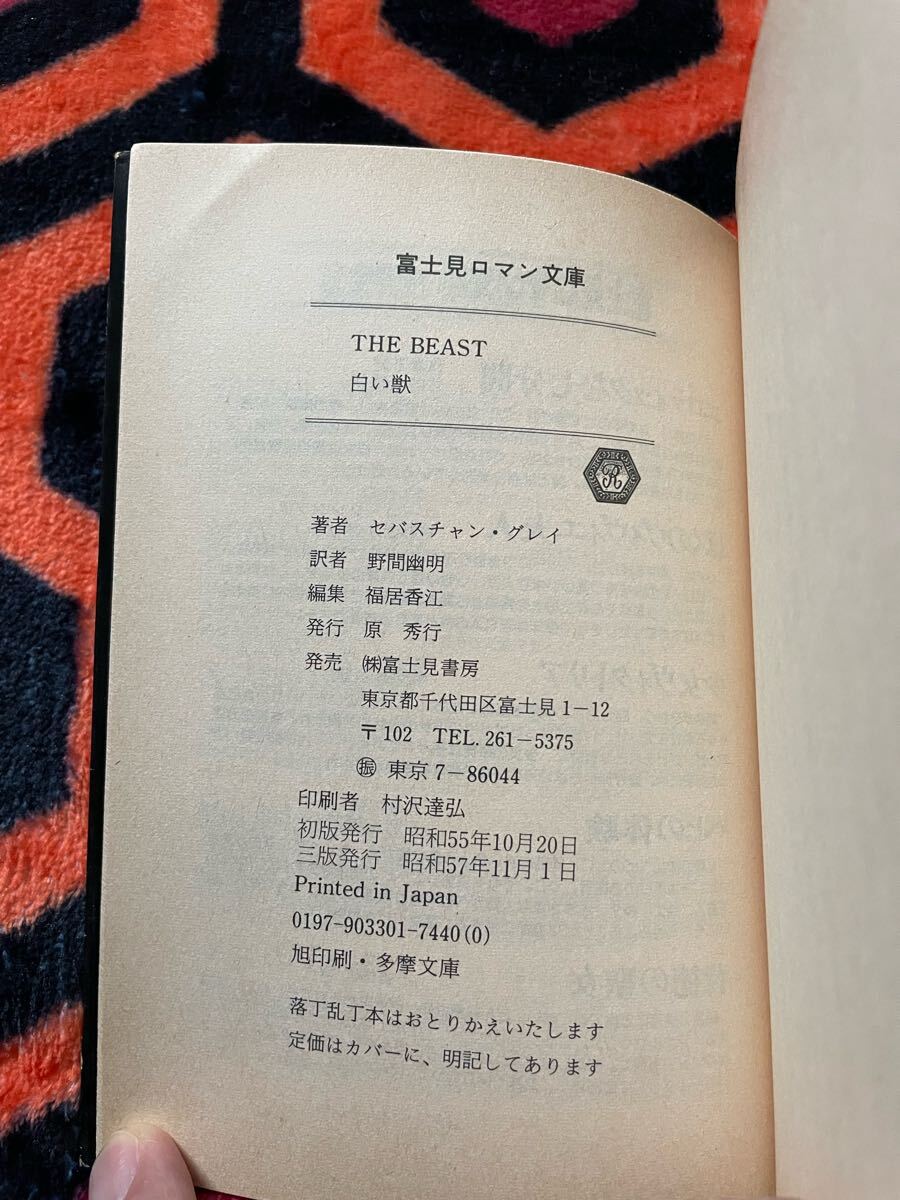 富士見ロマン文庫
THE BEAST
白い獣
R
著者 セバスチャン・グレイ
訳者 野間幽明
編集 福居香江
発行 原 秀行
発売 ㈱富士見書房
東京都千代田区富士見1-12
〒102 TEL. 261-5375
㊞振 東京7-86044
印刷者 村沢達弘
初版発行 昭和55年10月20日
三版発行 昭和57年11月1日
Printed in Japan
0197-903301-7440(0)
旭印刷・多摩文庫
落丁乱丁本はおとりかえいたします
定価はカバーに、明記してあります